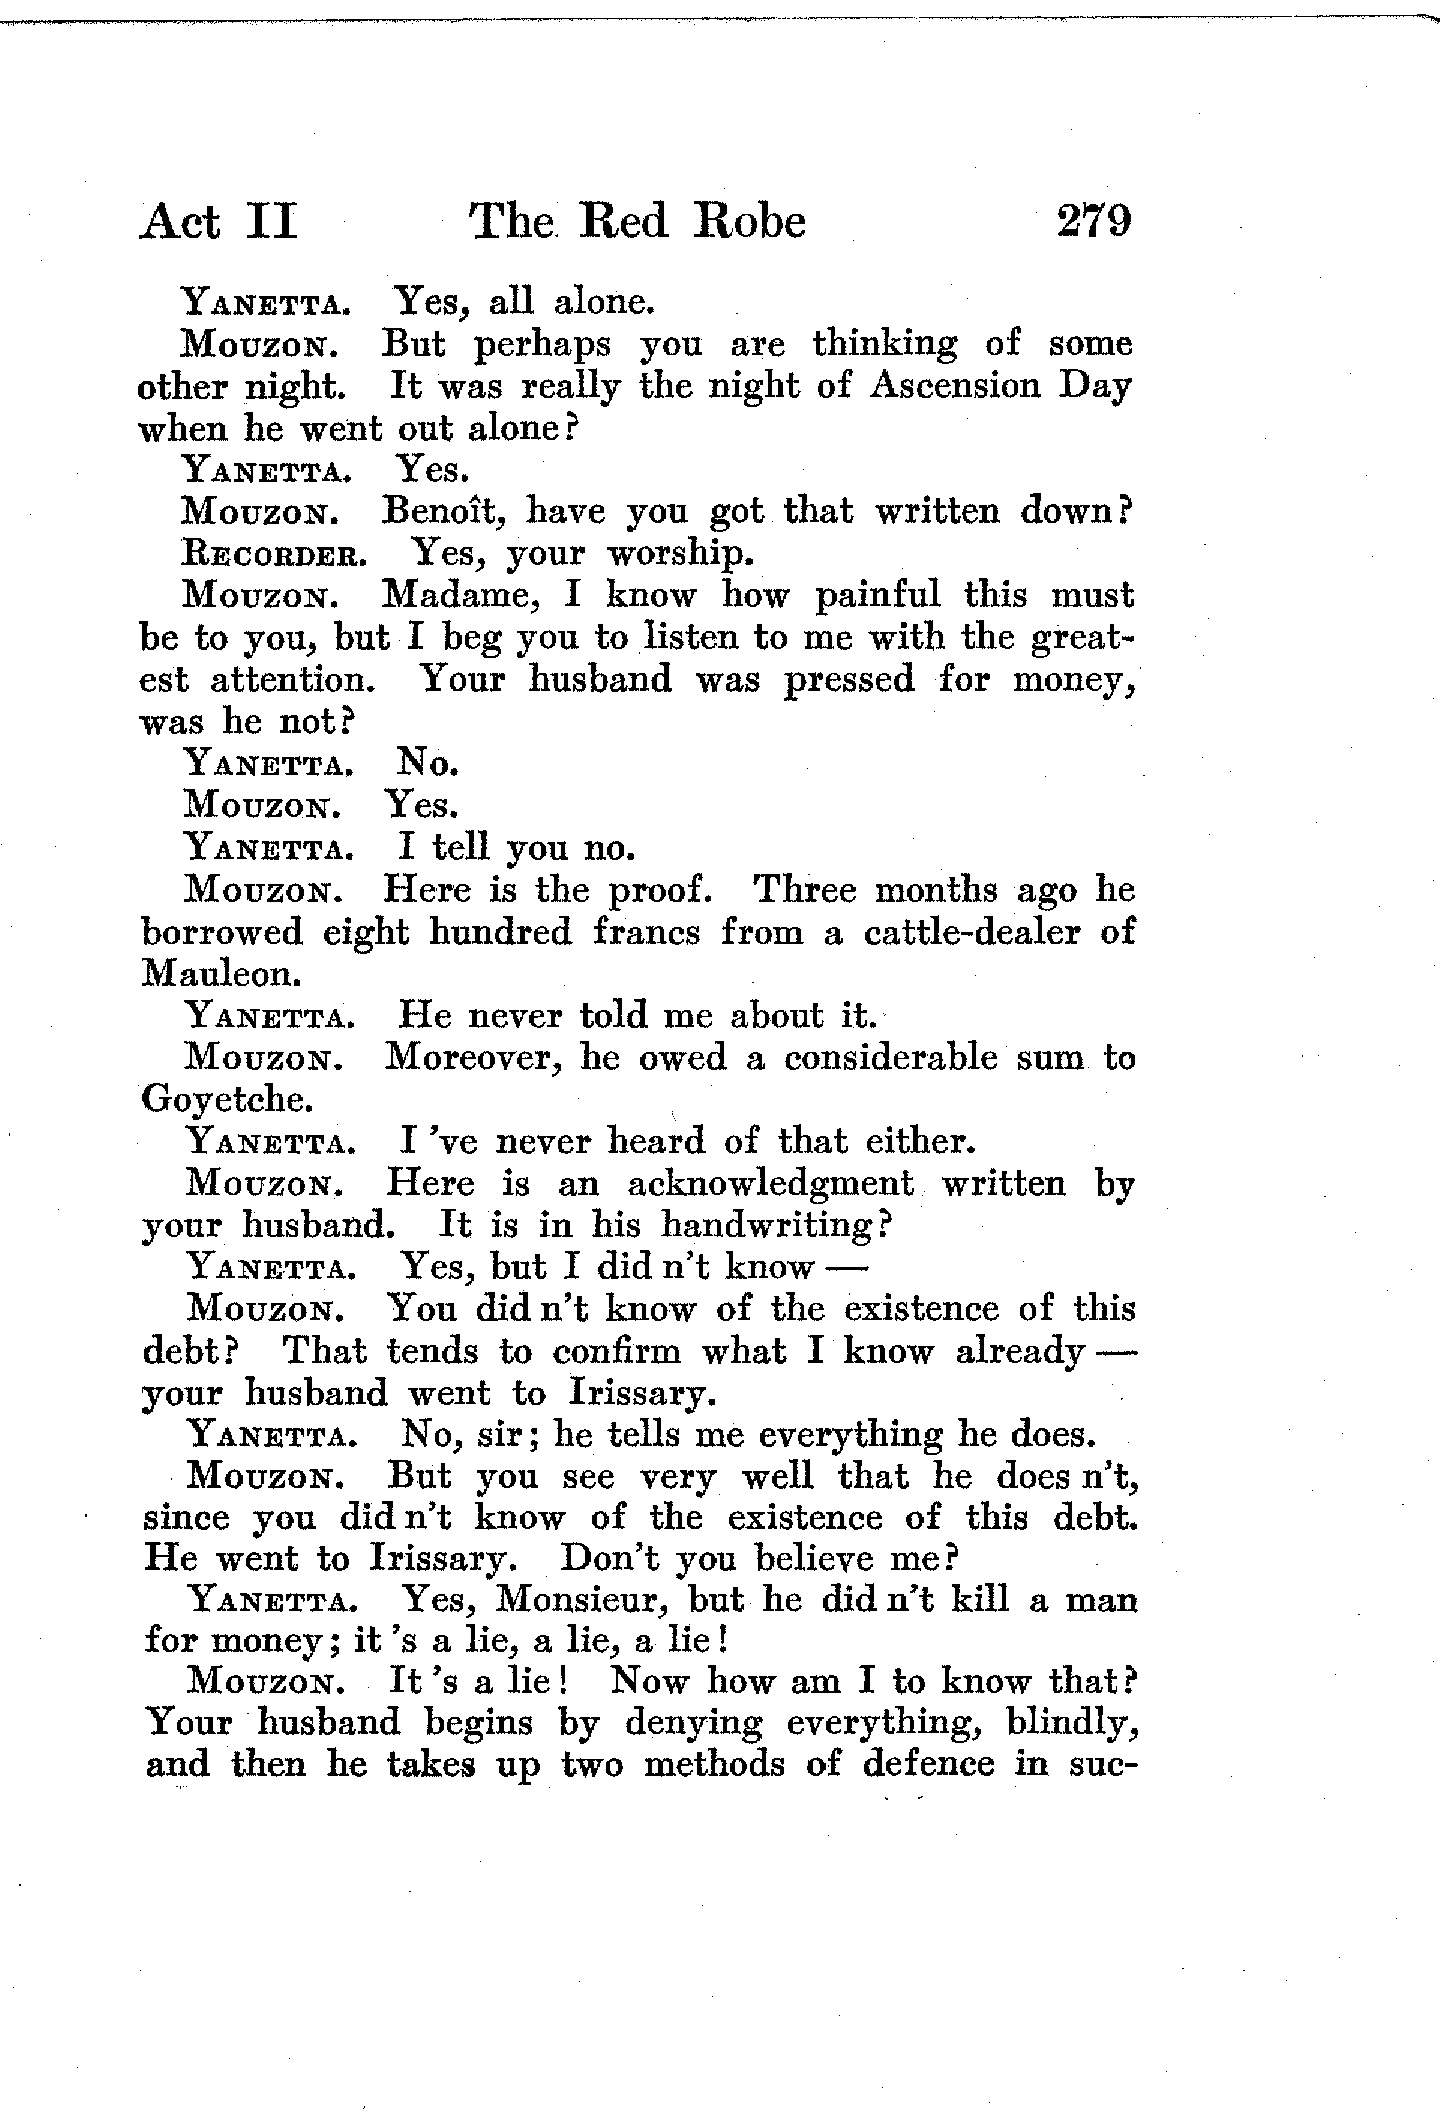 Act II The Red Robe 279
YANETTA. Yes, all alone.
MOUZON. But perhaps you are thinking of some
other night. It was really the night of Ascension Day
when he went out alone?
YANETTA. Yes.
MOUZON. Benoît, have you got that written down?
RECORDER. Yes, your worship.
MOUZON. Madame, I know how painful this must
be to you, but I beg you to listen to me with the great-
est attention. Your husband was pressed for money,
was he not?
YANETTA. No.
MOUZON. Yes.
YANETTA. I tell you no.
MOUZON. Here is the proof. Three months ago he
borrowed eight hundred francs from a cattle-dealer of
Mauleon.
YANETTA. He never told me about it.
MOUZON. Moreover, he owed a considerable sum to
Goyetche.
YANETTA. I 've never heard of that either.
MOUZON. Here is an acknowledgment written by
your husband. It is in his handwriting?
YANETTA. Yes, but I did n't know —
MOUZON. You did n't know of the existence of this
debt? That tends to confirm what I know already —
your husband went to Irissary.
YANETTA. No, sir; he tells me everything he does.
MOUZON. But you see very well that he does n't,
since you did n't know of the existence of this debt.
He went to Irissary. Don't you believe me?
YANETTA. Yes, Monsieur, but he did n't kill a man
for money; it 's a lie, a lie, a lie!
MOUZON. It 's a lie! Now how am I to know that?
Your husband begins by denying everything, blindly,
and then he takes up two methods of defence in suc-